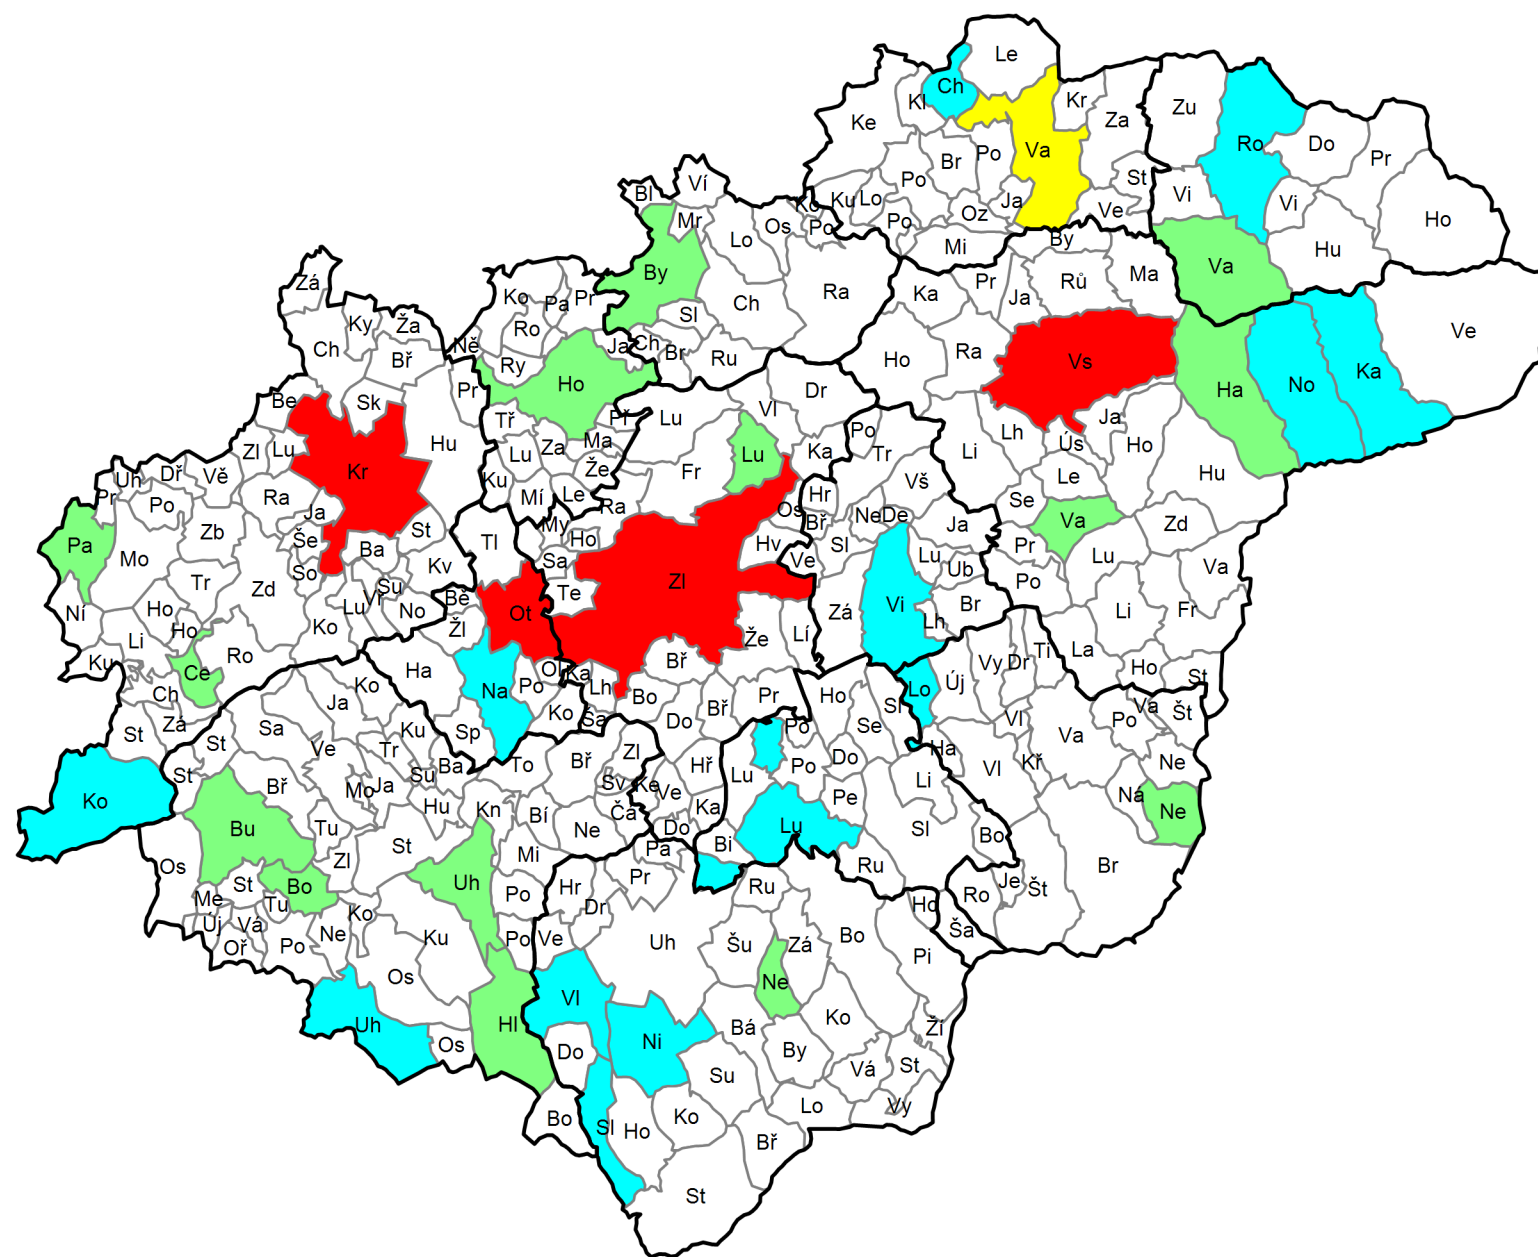 Le
Ch
Kl
Kr
Ke
Za
Zu
Va
Ro
Do
Pr
Br
Po
Po
St
Vi
Vi
Ho
Ku
Lo
Ja
Ve
Ví
Bl
Ko
Po
Po
Oz
Mi
By
Hu
Mr
Lo
Os
Va
Ma
By
Ra
Ka
Pr
Ja
Rů
Zá
Ko
Pa
Pr
Ch
Sl
Ve
Ky
Ža
Ro
Ch
Bř
Ně
Ry
Ja
Ch
Br
Ru
Ho
Ra
Vs
Ha
No
Ka
Pr
Ho
Dr
Be
Sk
Vl
Lu
Tř
Př
Hu
Po
Tr
Li
Lh
Ús
Ja
Ho
Zl
Lu
Kr
Lu
Za
Ma
Fr
Lu
Ka
Že
Vš
Le
Hu
Uh
Dř
Vě
Ku
Mí
Le
Ra
Hr
Pr
Po
Ra
Ja
Se
Os
Ne
De
Bř
Va
Zd
Pa
Mo
Zb
Še
Ba
St
Tl
My
Ho
Hv
Ve
Sl
Ja
Pr
Lu
Va
Tr
Zd
So
Su
Kv
Sa
Te
Zl
Lu
Ub
Po
Ní
Ho
Lu
Vř
No
Bě
Ot
Zá
Vi
Br
Li
Fr
Li
Ho
Ko
Žl
Že
Lí
Lh
La
Ku
Ce
Ro
Ha
Na
Ol
Ka
Bř
Vy
Dr
Ti
Ho
St
Ch
Ko
Po
Lh
Bo
Pr
Ho
Sl
Lo
Új
Zá
Ja
Ko
Sa
Do
Bř
Va
Št
St
St
Sa
Ku
Sp
Po
Se
Vl
Va
Po
St
Ve
Tr
Ba
To
Bř
Zl
Hř
Lu
Po
Do
Ha
Vl
Kř
Ne
Ko
Bř
Mo
Ja
Su
Hu
Kn
Bí
Sv
Ča
Ke
Ve
Ka
Pe
Li
Ná
Ne
Bu
Tu
St
Ne
Do
Lu
Sl
Bo
Os
Zl
Mi
Pa
Bi
Ru
Br
St
Bo
Uh
Hr
Pr
Ru
Je
Št
Me
Tu
Ko
Po
Dr
Ho
Ro
Új
Vá
Ne
Ku
Po
Ve
Uh
Šu
Zá
Bo
Ša
Oř
Po
Os
Pi
Vl
Ne
Uh
Os
Hl
Do
Ni
Bá
Ko
Ží
By
Su
Vá
St
Bo
Sl
Ho
Ko
Lo
Vy
Bř
St